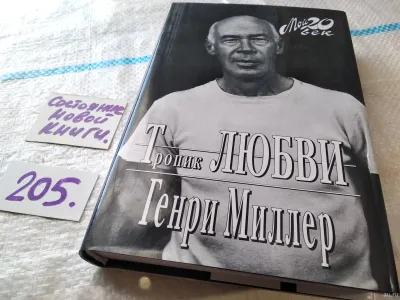 Мой 20
век
Тропик ЛЮБВИ
Генри Миллер
Состояние
новой
книги.
205.